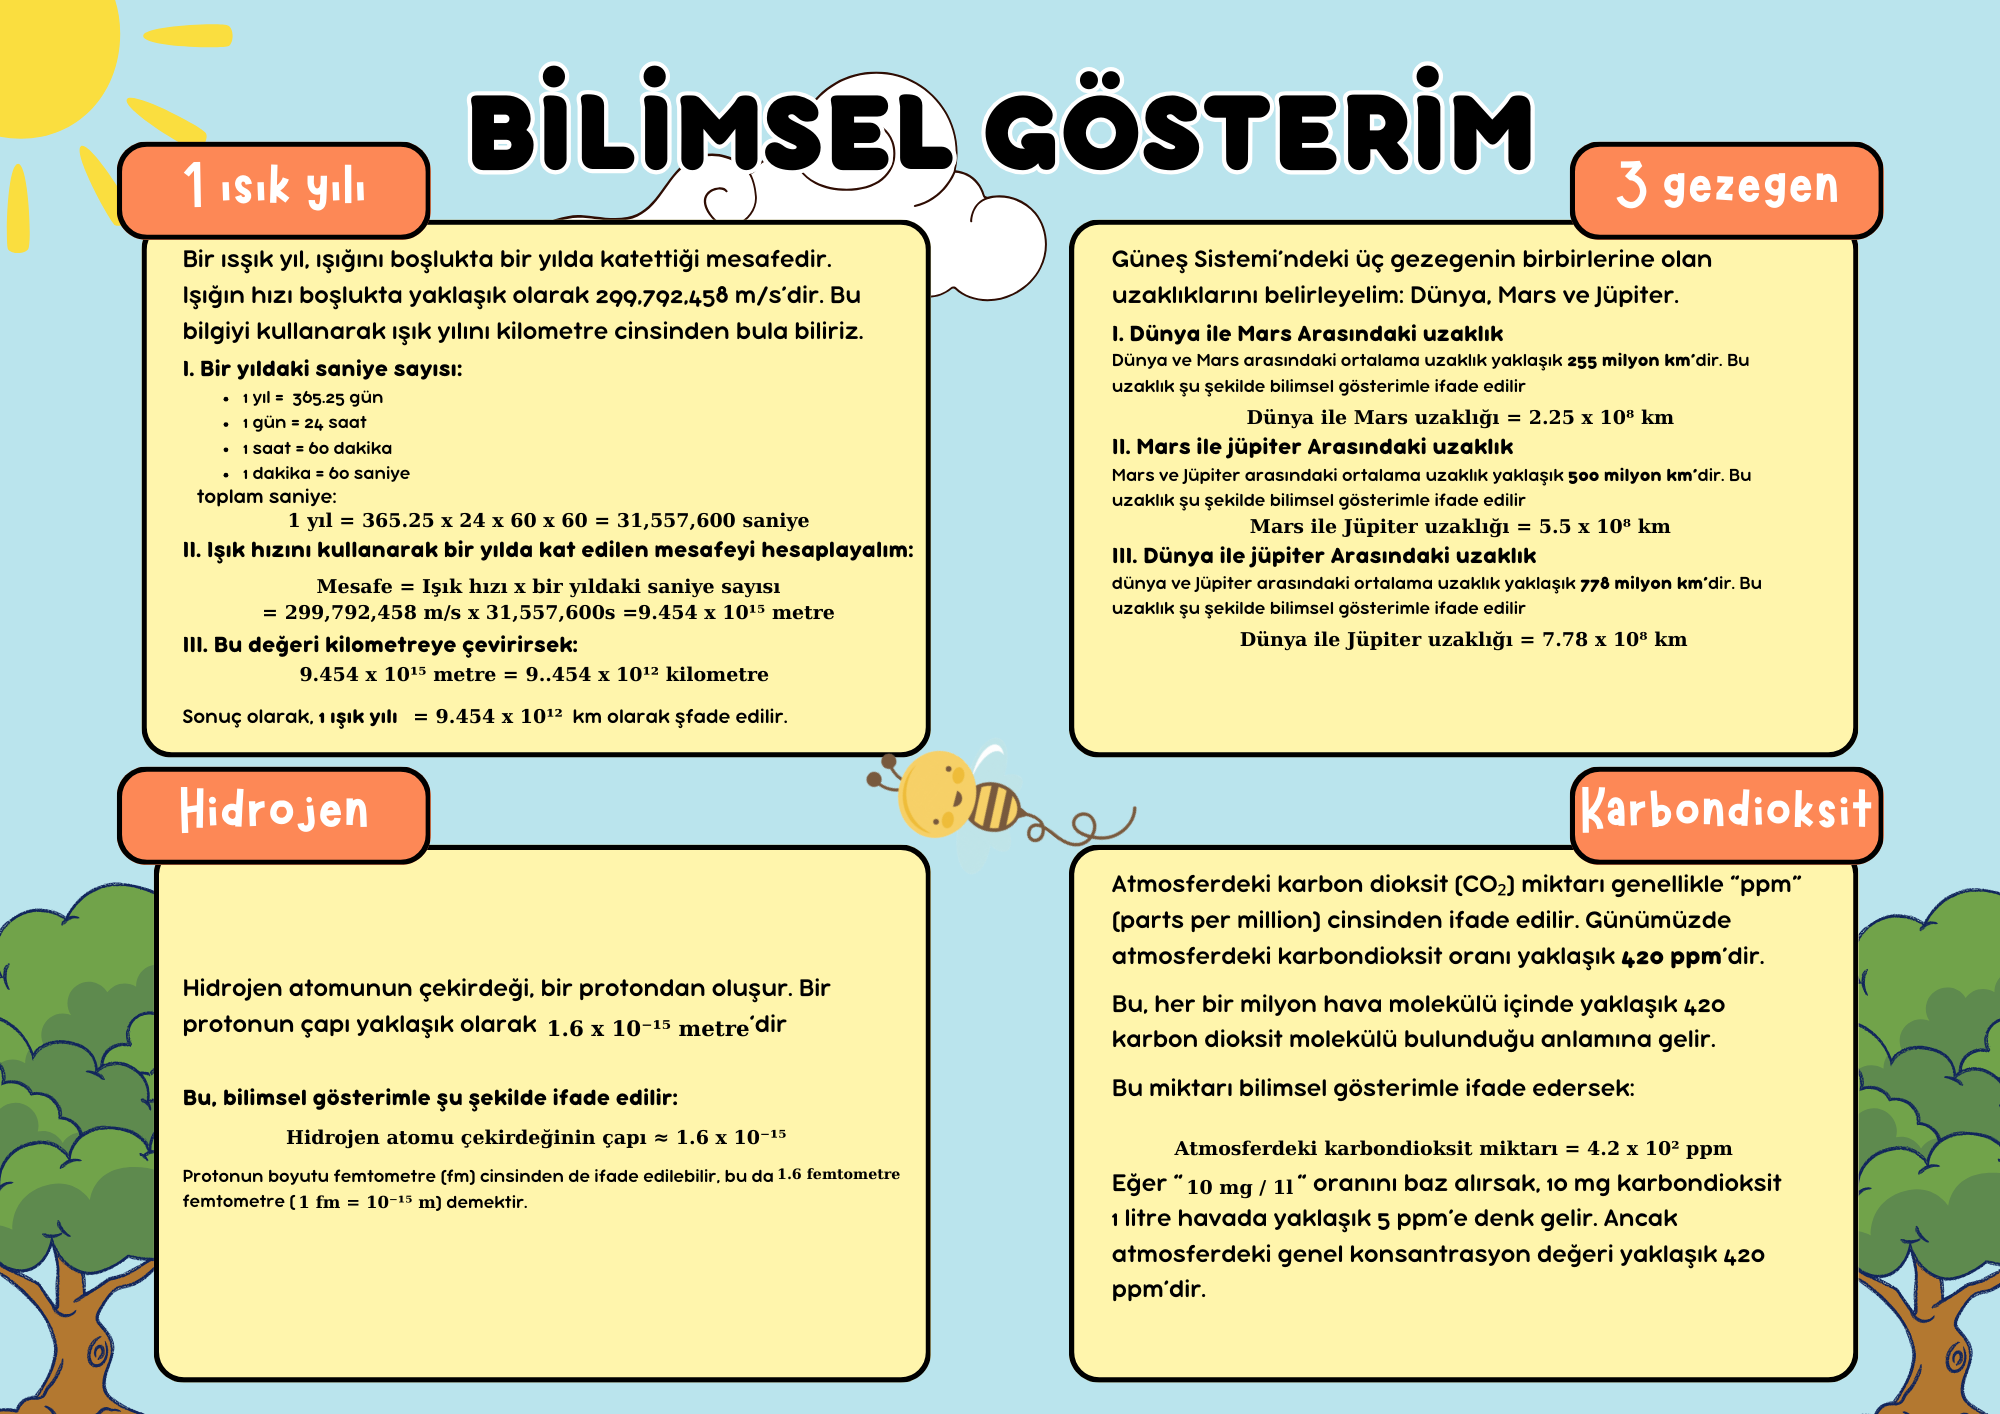 BİLİMSEL GÖSTERİM
1 ısık yılı
Bir ısşık yıl, ışığını boşlukta bir yılda katettiği mesafedir.
Işığın hızı boşlukta yaklaşık olarak 299,792,458 m/s'dir. Bu
bilgiyi kullanarak ışık yılını kilometre cinsinden bula biliriz.
I. Bir yıldaki saniye sayısı:
• 1 yıl = 365.25 gün
• 1 gün = 24 saat
• 1 saat = 60 dakika
• 1 dakika = 60 saniye
toplam saniye:
1 yıl = 365.25 x 24 x 60 x 60 = 31,557,600 saniye
II. Işık hızını kullanarak bir yılda kat edilen mesafeyi hesaplayalım:
Mesafe = Işık hızı x bir yıldaki saniye sayısı
= 299,792,458 m/s x 31,557,600s =9.454 x 10¹⁵ metre
III. Bu değeri kilometreye çevirirsek:
9.454 x 10¹⁵ metre = 9..454 x 10¹² kilometre
Sonuç olarak, 1 ışık yılı = 9.454 x 10¹² km olarak şfade edilir.
3 gezegen
Güneş Sistemi'ndeki üç gezegenin birbirlerine olan
uzaklıklarını belirleyelim: Dünya, Mars ve Jüpiter.
I. Dünya ile Mars Arasındaki uzaklık
Dünya ve Mars arasındaki ortalama uzaklık yaklaşık 255 milyon km'dir. Bu
uzaklık şu şekilde bilimsel gösterimle ifade edilir
Dünya ile Mars uzaklığı = 2.25 x 10⁸ km
II. Mars ile jüpiter Arasındaki uzaklık
Mars ve Jüpiter arasındaki ortalama uzaklık yaklaşık 500 milyon km'dir. Bu
uzaklık şu şekilde bilimsel gösterimle ifade edilir
Mars ile Jüpiter uzaklığı = 5.5 x 10⁸ km
III. Dünya ile jüpiter Arasındaki uzaklık
dünya ve Jüpiter arasındaki ortalama uzaklık yaklaşık 778 milyon km'dir. Bu
uzaklık şu şekilde bilimsel gösterimle ifade edilir
Dünya ile Jüpiter uzaklığı = 7.78 x 10⁸ km
Hidrojen
Hidrojen atomunun çekirdeği, bir protondan oluşur. Bir
protonun çapı yaklaşık olarak 1.6 x 10⁻¹⁵ metre'dir
Bu, bilimsel gösterimle şu şekilde ifade edilir:
Hidrojen atomu çekirdeğinin çapı ≈ 1.6 x 10⁻¹⁵
Protonun boyutu femtometre (fm) cinsinden de ifade edilebilir, bu da 1.6 femtometre
femtometre (1 fm = 10⁻¹⁵ m) demektir.
Karbondioksit
Atmosferdeki karbon dioksit (CO₂) miktarı genellikle "ppm"
(parts per million) cinsinden ifade edilir. Günümüzde
atmosferdeki karbondioksit oranı yaklaşık 420 ppm'dir.
Bu, her bir milyon hava molekülü içinde yaklaşık 420
karbon dioksit molekülü bulunduğu anlamına gelir.
Bu miktarı bilimsel gösterimle ifade edersek:
Atmosferdeki karbondioksit miktarı = 4.2 x 10² ppm
Eğer "10 mg / 1l" oranını baz alırsak, 10 mg karbondioksit
1 litre havada yaklaşık 5 ppm'e denk gelir. Ancak
atmosferdeki genel konsantrasyon değeri yaklaşık 420
ppm'dir.